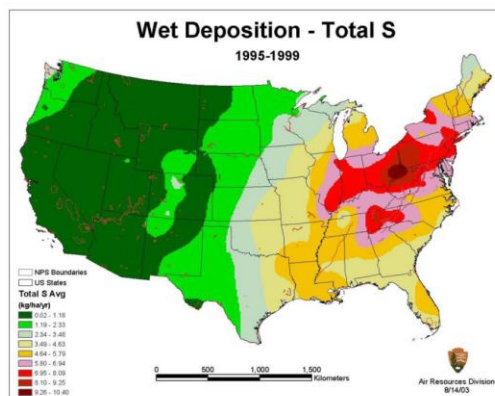 Wet Deposition - Total S
1995-1999
NPS Boundaries
US States
Total S Avg
(kg/ha/yr)
0.02 - 1.18
1.19 - 2.33
2.34 - 3.48
3.49 - 4.63
4.64 - 5.79
5.80 - 6.94
6.95 - 8.09
8.10 - 9.25
9.26 - 10.40
0 500 1,000 1,500
Kilometers
Air Resources Division
8/14/03